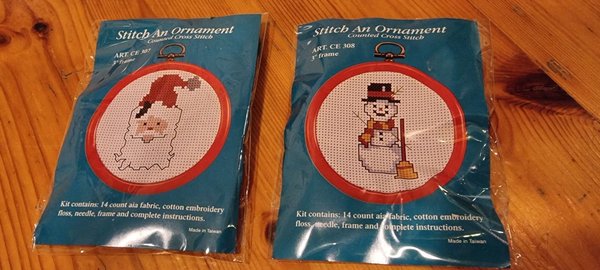 Stitch An Ornament
Counted Cross Stitch
ART. CE 307
3" frame
Kit contains: 14 count aia fabric, cotton embroidery
floss, needle, frame and complete instructions.
Made in Taiwan
Stitch An Ornament
Counted Cross Stitch
ART. CE 308
3" frame
Kit contains: 14 count aia fabric, cotton embroidery
floss, needle, frame and complete instructions.
Made in Taiwan